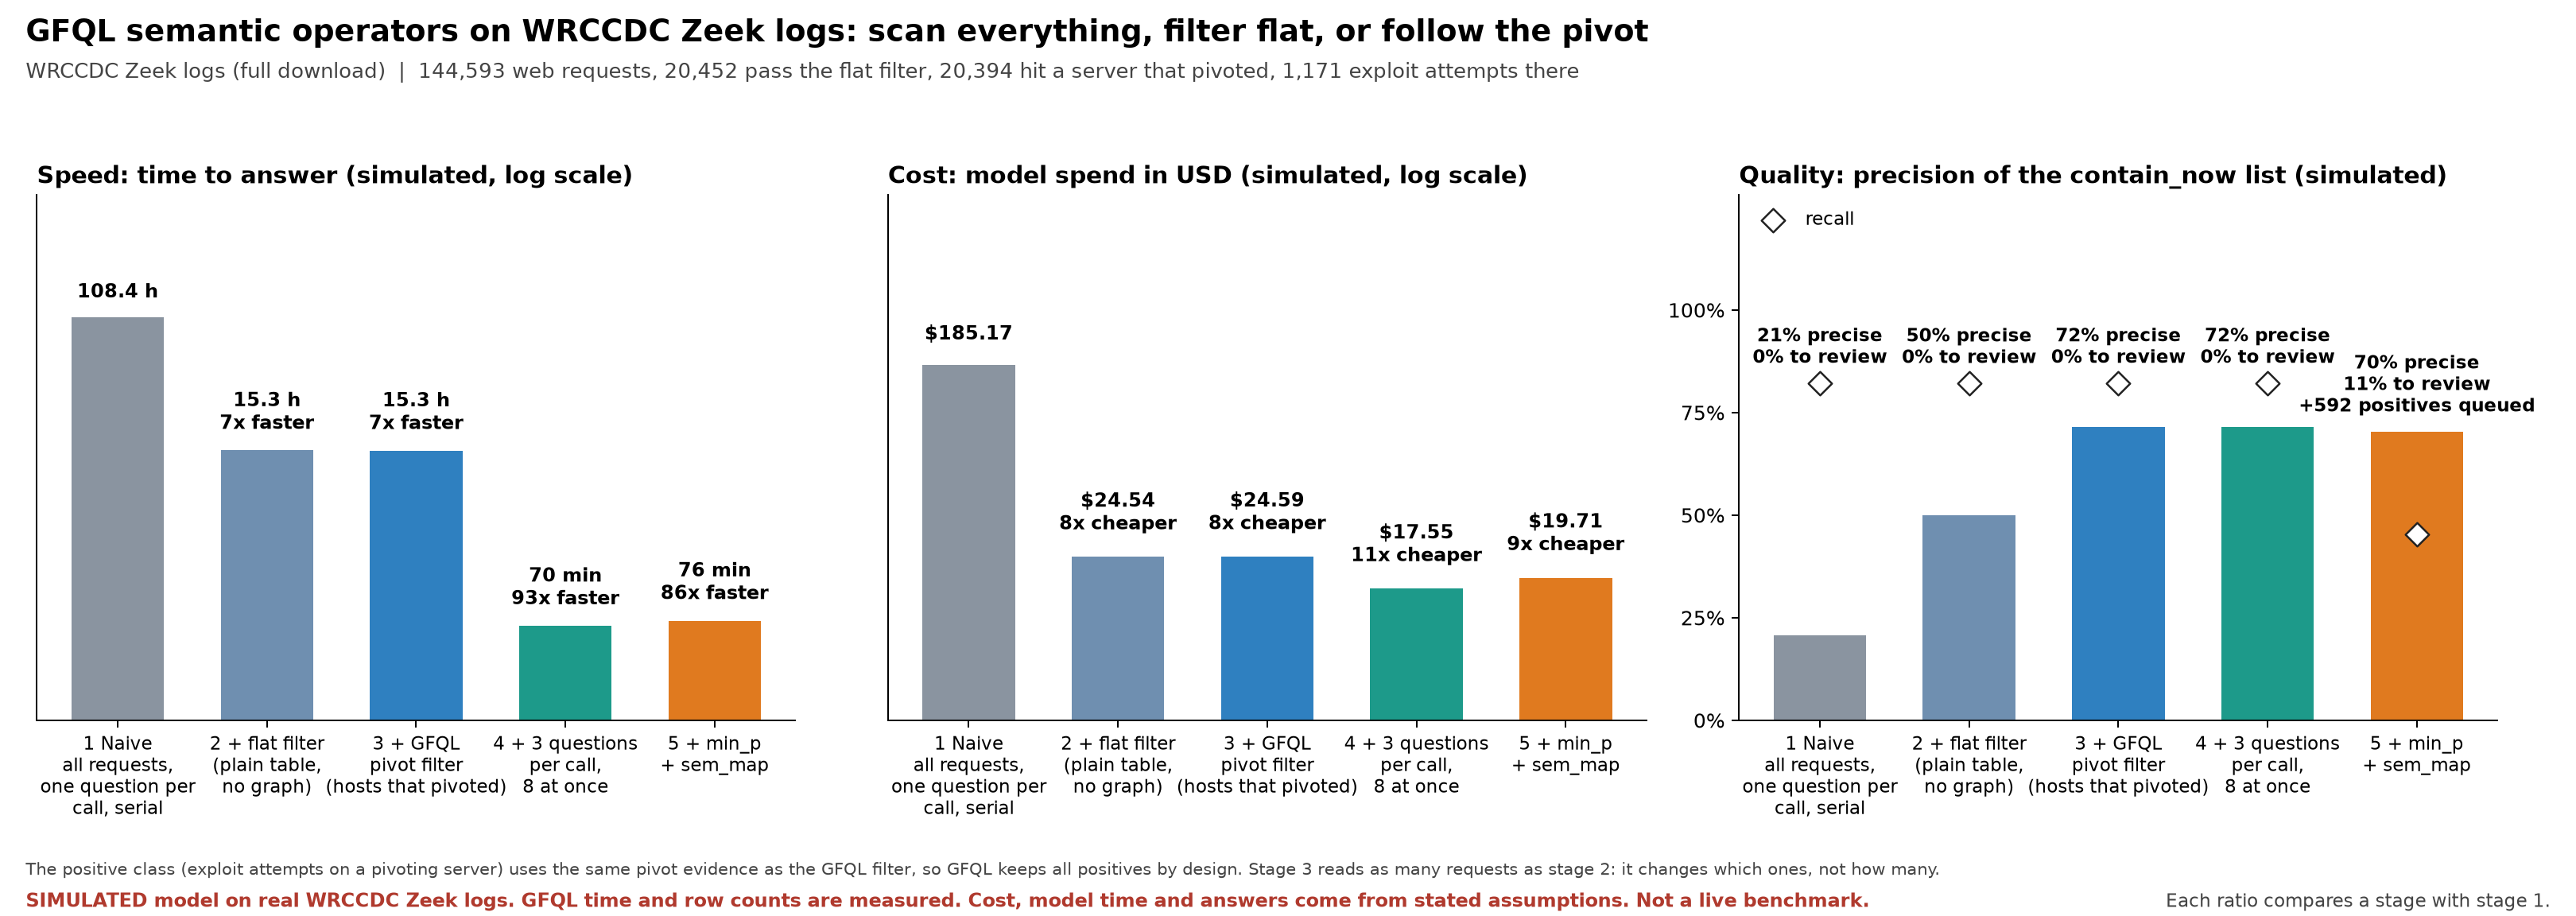 GFQL semantic operators on WRCCDC Zeek logs: scan everything, filter flat, or follow the pivot
WRCCDC Zeek logs (full download)  |  144,593 web requests, 20,452 pass the flat filter, 20,394 hit a server that pivoted, 1,171 exploit attempts there
Speed: time to answer (simulated, log scale)
108.4 h
15.3 h
7x faster
15.3 h
7x faster
70 min
93x faster
76 min
86x faster
1 Naive
all requests,
one question per
call, serial
2 + flat filter
(plain table,
no graph)
3 + GFQL
pivot filter
(hosts that pivoted)
4 + 3 questions
per call,
8 at once
5 + min_p
+ sem_map
Cost: model spend in USD (simulated, log scale)
$185.17
$24.54
8x cheaper
$24.59
8x cheaper
$17.55
11x cheaper
$19.71
9x cheaper
1 Naive
all requests,
one question per
call, serial
2 + flat filter
(plain table,
no graph)
3 + GFQL
pivot filter
(hosts that pivoted)
4 + 3 questions
per call,
8 at once
5 + min_p
+ sem_map
Quality: precision of the contain_now list (simulated)
recall
100%
75%
50%
25%
0%
21% precise
0% to review
50% precise
0% to review
72% precise
0% to review
72% precise
0% to review
70% precise
11% to review
+592 positives queued
1 Naive
all requests,
one question per
call, serial
2 + flat filter
(plain table,
no graph)
3 + GFQL
pivot filter
(hosts that pivoted)
4 + 3 questions
per call,
8 at once
5 + min_p
+ sem_map
The positive class (exploit attempts on a pivoting server) uses the same pivot evidence as the GFQL filter, so GFQL keeps all positives by design. Stage 3 reads as many requests as stage 2: it changes which ones, not how many.
SIMULATED model on real WRCCDC Zeek logs. GFQL time and row counts are measured. Cost, model time and answers come from stated assumptions. Not a live benchmark.
Each ratio compares a stage with stage 1.